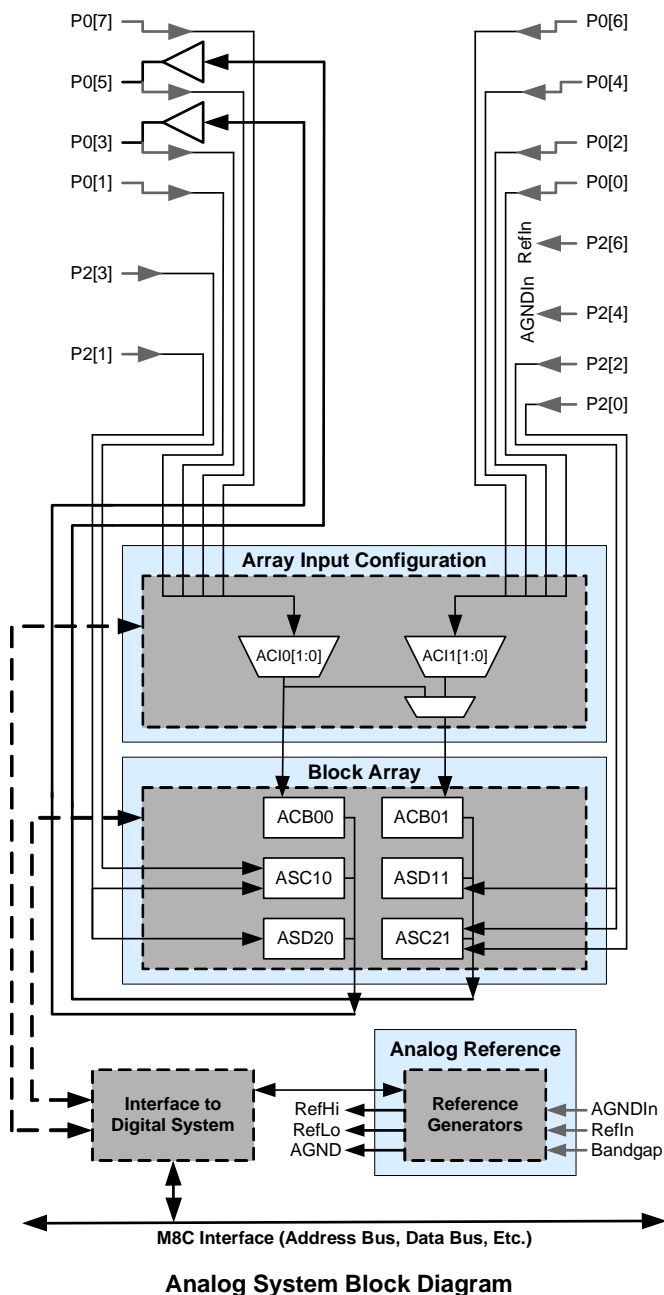 P0[7]
P0[6]
P0[5]
P0[4]
P0[3]
P0[2]
P0[1]
P0[0]
RefIn
P2[6]
P2[3]
AGNDIn
P2[4]
P2[1]
P2[2]
P2[0]
Array Input Configuration
ACI0[1:0]
ACI1[1:0]
Block Array
ACB00
ACB01
ASC10
ASD11
ASD20
ASC21
Analog Reference
Interface to
Digital System
RefHi
RefLo
AGND
Reference
Generators
AGNDIn
RefIn
Bandgap
M8C Interface (Address Bus, Data Bus, Etc.)
Analog System Block Diagram